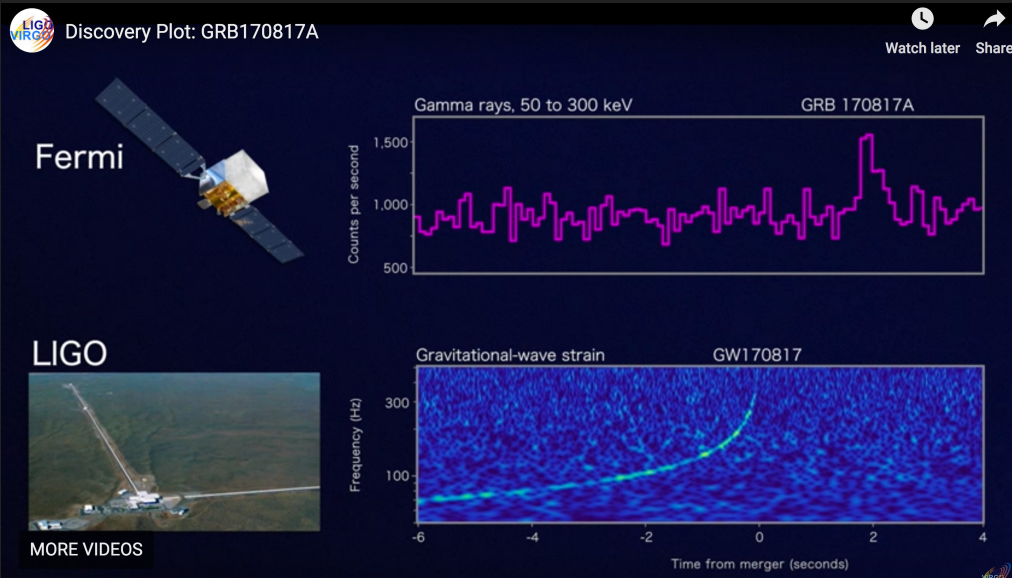 LIGO
VIRGO
Discovery Plot: GRB170817A
Watch later
Share
Fermi
Gamma rays, 50 to 300 keV
GRB 170817A
Counts per second
1,500
1,000
500
LIGO
Gravitational-wave strain
GW170817
Frequency (Hz)
300
100
-6 -4 -2 0 2 4
Time from merger (seconds)
MORE VIDEOS